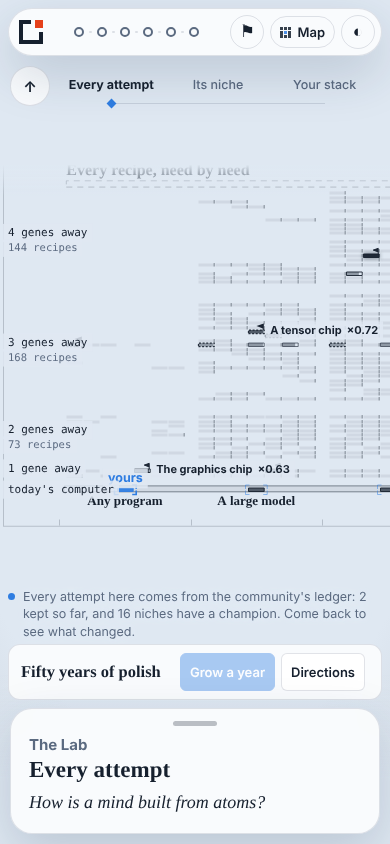 Map
Every attempt
Its niche
Your stack
Every recipe, need by need
4 genes away
144 recipes
A tensor chip ×0.72
3 genes away
168 recipes
2 genes away
73 recipes
1 gene away
The graphics chip ×0.63
yours
today's computer
Any program
A large model
Every attempt here comes from the community's ledger: 2
kept so far, and 16 niches have a champion. Come back to
see what changed.
Fifty years of polish
Grow a year
Directions
The Lab
Every attempt
How is a mind built from atoms?